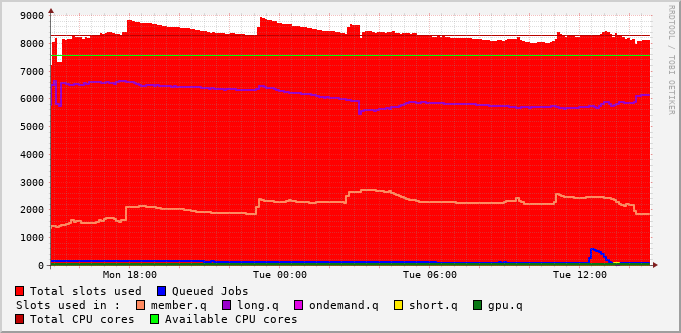 RRDTOOL / TOBI OETIKER
9000
8000
7000
6000
5000
4000
3000
2000
1000
0
Mon 18:00 Tue 00:00 Tue 06:00 Tue 12:00
Total slots used Queued Jobs
Slots used in : member.q long.q ondemand.q short.q gpu.q
Total CPU cores Available CPU cores